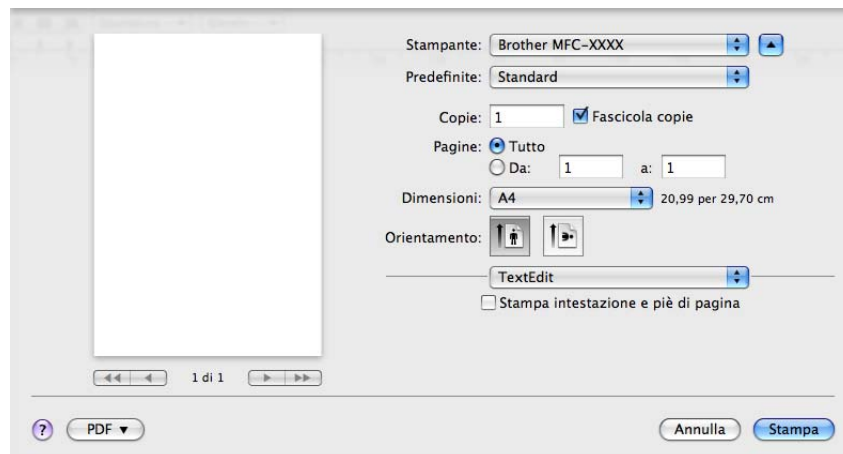 Stampante: Brother MFC-XXXX
Predefinite: Standard
Copie: 1 Fascicola copie
Pagine: Tutto
Da: 1 a: 1
Dimensioni: A4 20,99 per 29,70 cm
Orientamento:
TextEdit
Stampa intestazione e piè di pagina
1 di 1
? PDF Annulla Stampa